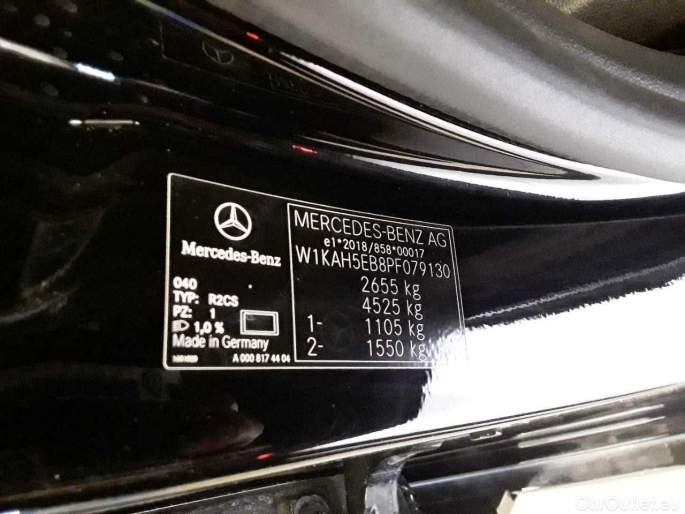 Mercedes-Benz
040
TYP: R2CS
PZ: 1
1,0 %
Made in Germany
A 000 817 44 04
MERCEDES-BENZ AG
e1*2018/858*00017
W1KAH5EB8PF079130
2655 kg
4525 kg
1- 1105 kg
2- 1550 kg
CarOutlet.eu